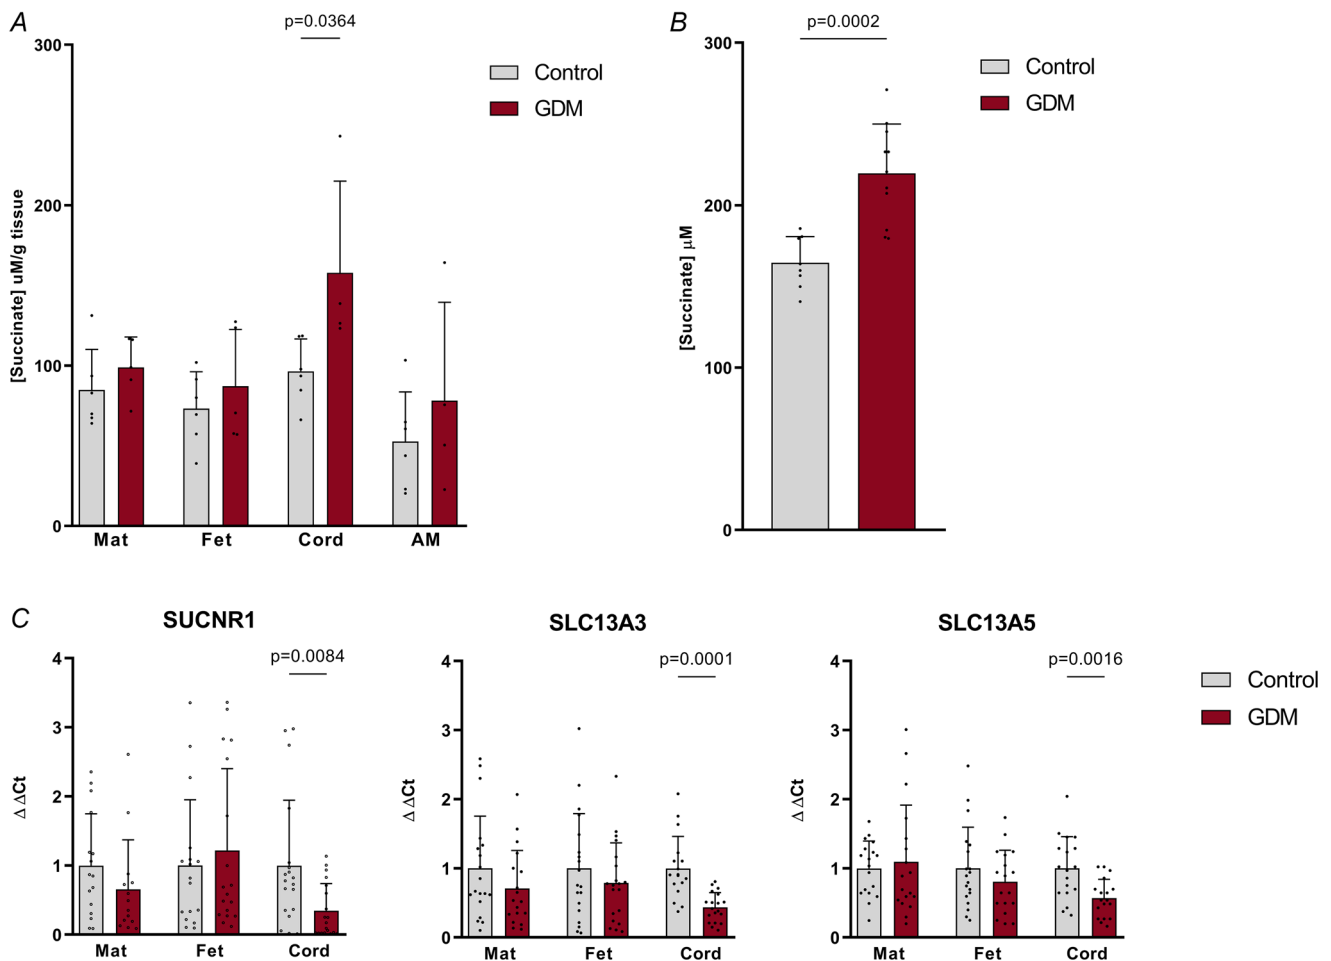 A
p=0.0364
300
200
100
0
[Succinate] uM/g tissue
Mat Fet Cord AM
Control
GDM
B
p=0.0002
300
200
100
0
[Succinate] µM
Control
GDM
C
SUCNR1
p=0.0084
4
3
2
1
0
Δ ΔCt
Mat Fet Cord
SLC13A3
p=0.0001
4
3
2
1
0
Δ ΔCt
Mat Fet Cord
SLC13A5
p=0.0016
4
3
2
1
0
Δ ΔCt
Mat Fet Cord
Control
GDM